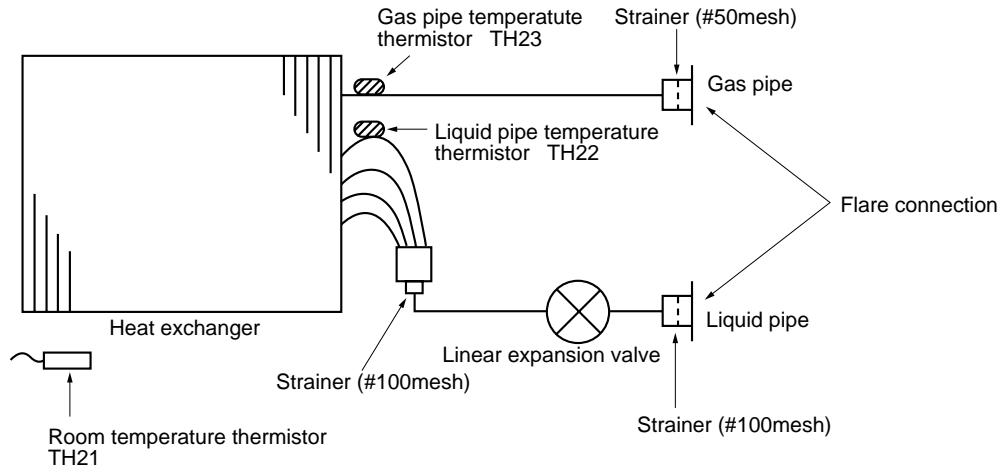 Gas pipe temperatute
thermistor TH23
Strainer (#50mesh)
Gas pipe
Liquid pipe temperature
thermistor TH22
Flare connection
Heat exchanger
Linear expansion valve
Liquid pipe
Strainer (#100mesh)
Strainer (#100mesh)
Room temperature thermistor
TH21